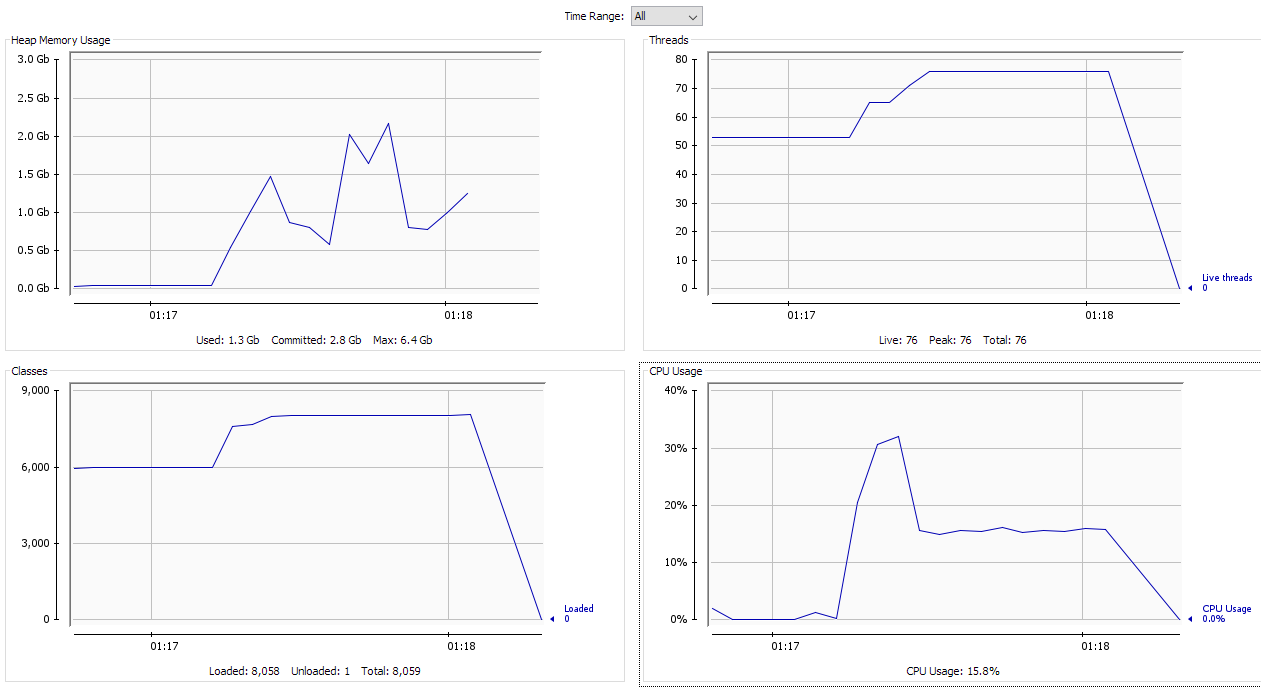 Time Range: All
Heap Memory Usage
3.0 Gb
2.5 Gb
2.0 Gb
1.5 Gb
1.0 Gb
0.5 Gb
0.0 Gb
01:17 01:18
Used: 1.3 Gb Committed: 2.8 Gb Max: 6.4 Gb
Threads
80
70
60
50
40
30
20
10
0
Live threads
0
01:17 01:18
Live: 76 Peak: 76 Total: 76
Classes
9,000
6,000
3,000
0
Loaded
0
01:17 01:18
Loaded: 8,058 Unloaded: 1 Total: 8,059
CPU Usage
40%
30%
20%
10%
0%
CPU Usage
0.0%
01:17 01:18
CPU Usage: 15.8%